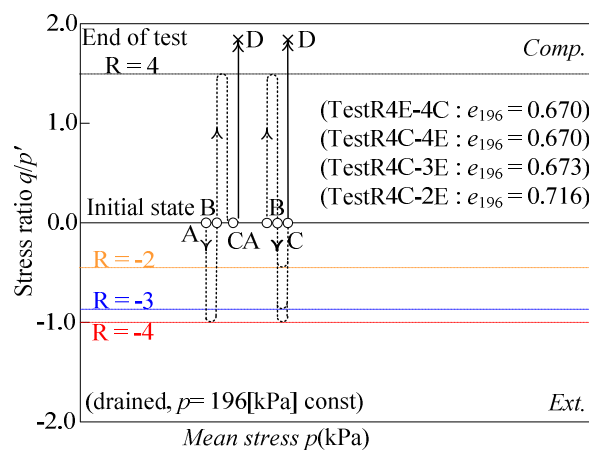 2.0
End of test
D
D
Comp.
R = 4
(TestR4E-4C : e196 = 0.670)
1.0
(TestR4C-4E : e196 = 0.670)
(TestR4C-3E : e196 = 0.673)
(TestR4C-2E : e196 = 0.716)
Stress ratio q/p'
Initial state
B
B
0.0
A
CA
C
R = -2
R = -3
-1.0
R = -4
(drained, p= 196[kPa] const)
Ext.
-2.0
Mean stress p(kPa)